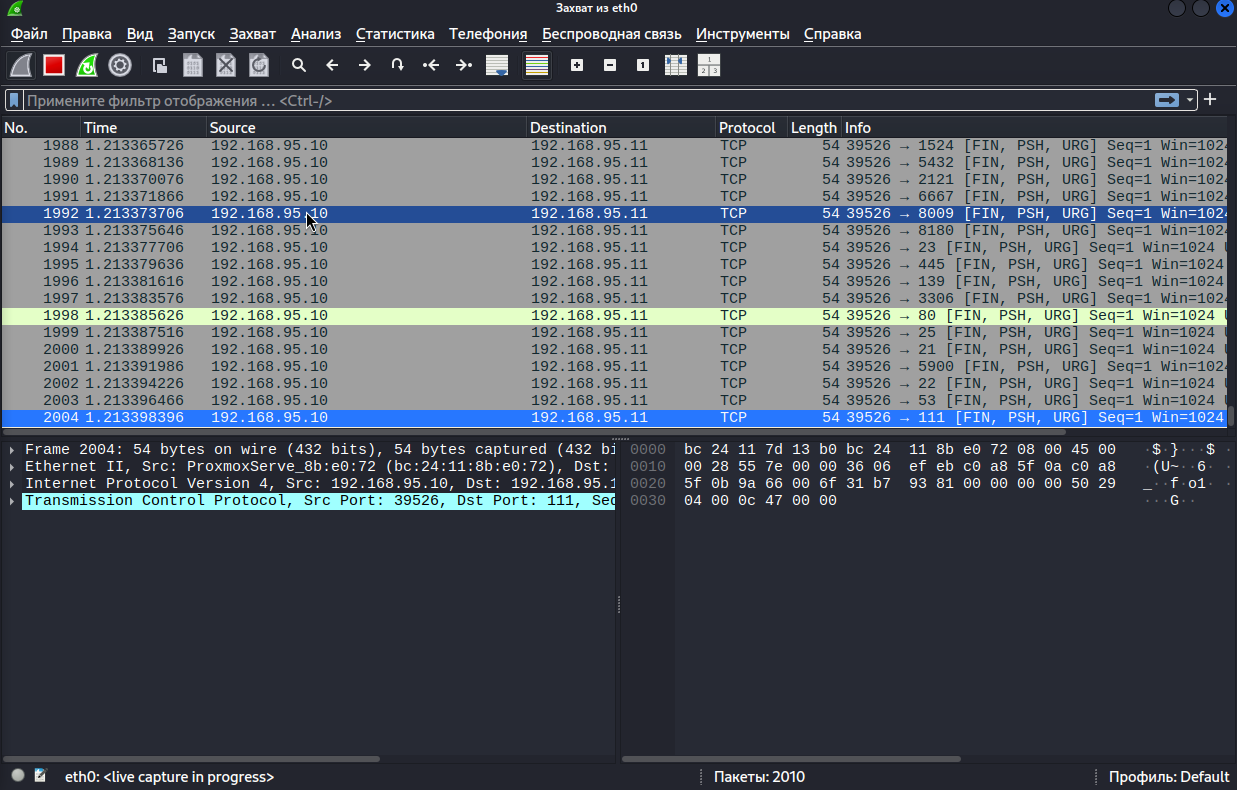 Захват из eth0
Файл Правка Вид Запуск Захват Анализ Статистика Телефония Беспроводная связь Инструменты Справка
Примените фильтр отображения … <Ctrl-/>
No. Time Source Destination Protocol Length Info
1988 1.213365726 192.168.95.10 192.168.95.11 TCP 54 39526 → 1524 [FIN, PSH, URG] Seq=1 Win=1024
1989 1.213368136 192.168.95.10 192.168.95.11 TCP 54 39526 → 5432 [FIN, PSH, URG] Seq=1 Win=1024
1990 1.213370076 192.168.95.10 192.168.95.11 TCP 54 39526 → 2121 [FIN, PSH, URG] Seq=1 Win=1024
1991 1.213371866 192.168.95.10 192.168.95.11 TCP 54 39526 → 6667 [FIN, PSH, URG] Seq=1 Win=1024
1992 1.213373706 192.168.95.10 192.168.95.11 TCP 54 39526 → 8009 [FIN, PSH, URG] Seq=1 Win=1024
1993 1.213375646 192.168.95.10 192.168.95.11 TCP 54 39526 → 8180 [FIN, PSH, URG] Seq=1 Win=1024
1994 1.213377706 192.168.95.10 192.168.95.11 TCP 54 39526 → 23 [FIN, PSH, URG] Seq=1 Win=1024 U
1995 1.213379636 192.168.95.10 192.168.95.11 TCP 54 39526 → 445 [FIN, PSH, URG] Seq=1 Win=1024
1996 1.213381616 192.168.95.10 192.168.95.11 TCP 54 39526 → 139 [FIN, PSH, URG] Seq=1 Win=1024
1997 1.213383576 192.168.95.10 192.168.95.11 TCP 54 39526 → 3306 [FIN, PSH, URG] Seq=1 Win=1024
1998 1.213385626 192.168.95.10 192.168.95.11 TCP 54 39526 → 80 [FIN, PSH, URG] Seq=1 Win=1024 U
1999 1.213387516 192.168.95.10 192.168.95.11 TCP 54 39526 → 25 [FIN, PSH, URG] Seq=1 Win=1024 U
2000 1.213389926 192.168.95.10 192.168.95.11 TCP 54 39526 → 21 [FIN, PSH, URG] Seq=1 Win=1024 U
2001 1.213391986 192.168.95.10 192.168.95.11 TCP 54 39526 → 5900 [FIN, PSH, URG] Seq=1 Win=1024
2002 1.213394226 192.168.95.10 192.168.95.11 TCP 54 39526 → 22 [FIN, PSH, URG] Seq=1 Win=1024 U
2003 1.213396466 192.168.95.10 192.168.95.11 TCP 54 39526 → 53 [FIN, PSH, URG] Seq=1 Win=1024 U
2004 1.213398396 192.168.95.10 192.168.95.11 TCP 54 39526 → 111 [FIN, PSH, URG] Seq=1 Win=1024
Frame 2004: 54 bytes on wire (432 bits), 54 bytes captured (432 bi
Ethernet II, Src: ProxmoxServe_8b:e0:72 (bc:24:11:8b:e0:72), Dst:
Internet Protocol Version 4, Src: 192.168.95.10, Dst: 192.168.95.1
Transmission Control Protocol, Src Port: 39526, Dst Port: 111, Seq
0000 bc 24 11 7d 13 b0 bc 24 11 8b e0 72 08 00 45 00 ·$·}···$ ·
0010 00 28 55 7e 00 00 36 06 ef eb c0 a8 5f 0a c0 a8 ·(U~··6· ·
0020 5f 0b 9a 66 00 6f 31 b7 93 81 00 00 00 00 50 29 _··f·o1· ·
0030 04 00 0c 47 00 00 ···G··
eth0: <live capture in progress>
Пакеты: 2010
Профиль: Default